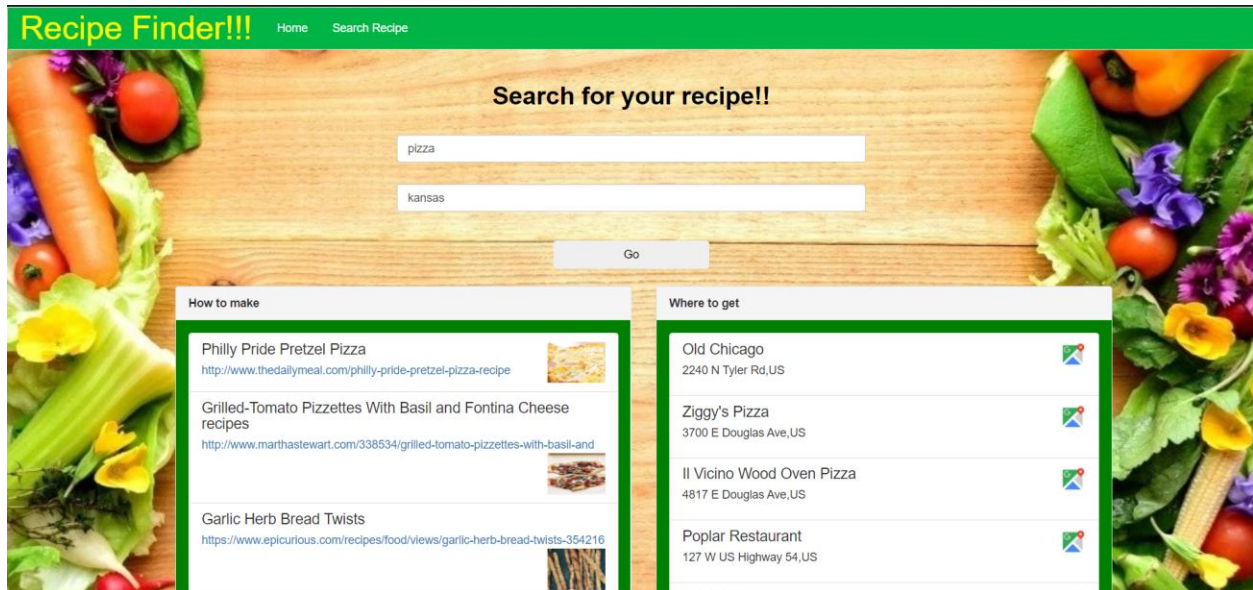 Recipe Finder!!! Home Search Recipe
Search for your recipe!!
pizza
kansas
Go
How to make
Philly Pride Pretzel Pizza
http://www.thedailymeal.com/philly-pride-pretzel-pizza-recipe
Grilled-Tomato Pizzettes With Basil and Fontina Cheese
recipes
http://www.marthastewart.com/338534/grilled-tomato-pizzettes-with-basil-and
Garlic Herb Bread Twists
https://www.epicurious.com/recipes/food/views/garlic-herb-bread-twists-354216
Where to get
Old Chicago
2240 N Tyler Rd,US
Ziggy's Pizza
3700 E Douglas Ave,US
Il Vicino Wood Oven Pizza
4817 E Douglas Ave,US
Poplar Restaurant
127 W US Highway 54,US